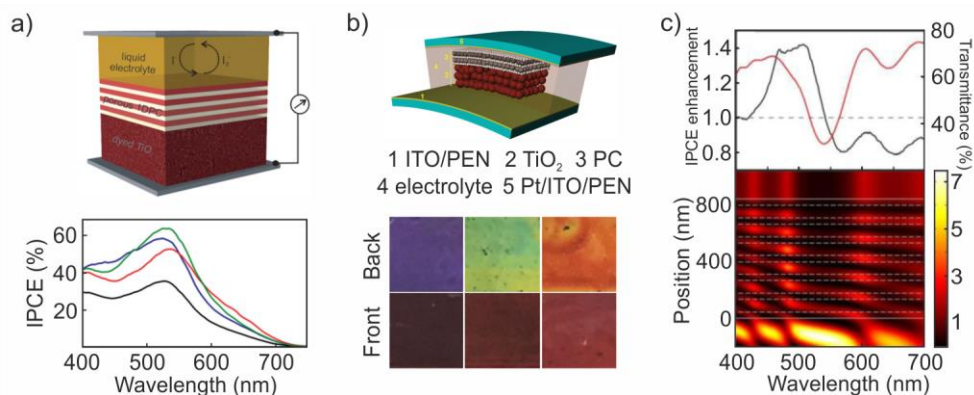 a)
liquid
electrolyte
I⁻
I₃⁻
porous 1DPC
dyed TiO₂
IPCE (%)
60
40
20
400 500 600 700
Wavelength (nm)
b)
1 ITO/PEN 2 TiO₂ 3 PC
4 electrolyte 5 Pt/ITO/PEN
Back
Front
c)
IPCE enhancement
1.4
1.2
1.0
0.8
Transmittance (%)
80
60
40
Position (nm)
800
400
0
7
5
3
1
400 500 600 700
Wavelength (nm)